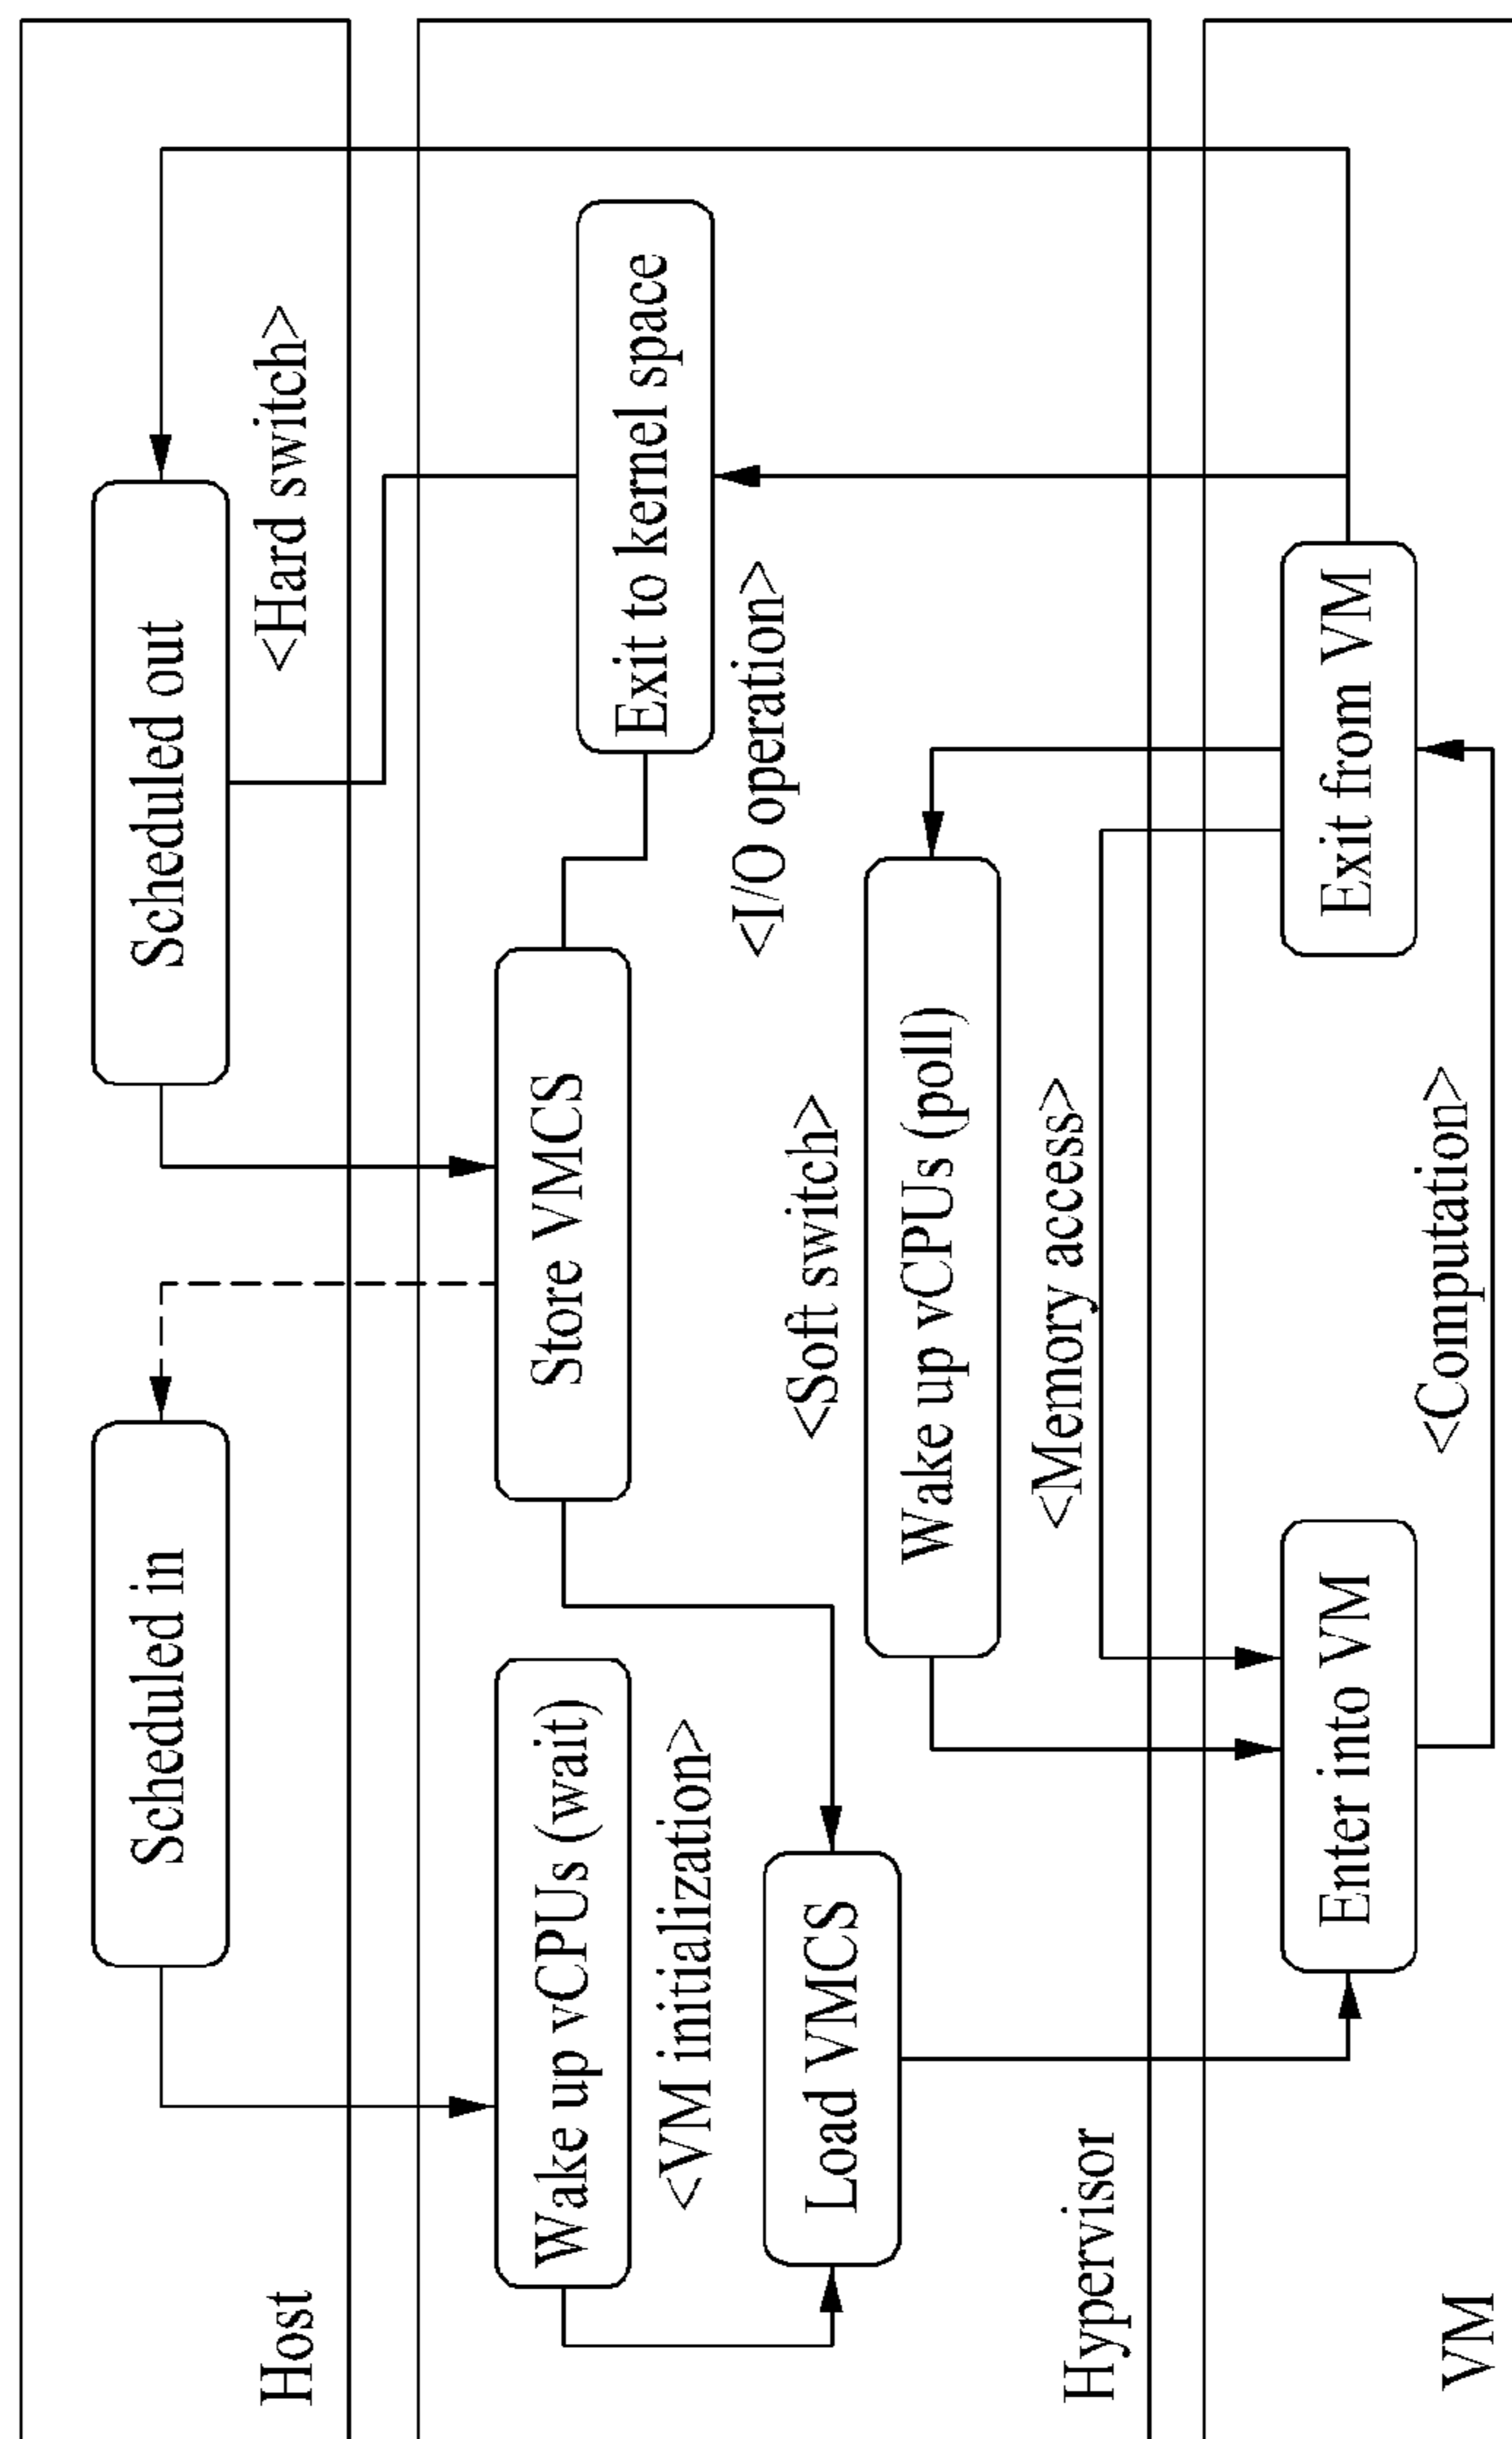 Host
Scheduled in
Scheduled out
<Hard switch>
Wake up vCPUs (wait)
<VM initialization>
Store VMCS
Exit to kernel space
<I/O operation>
Load VMCS
<Soft switch>
Wake up vCPUs (poll)
<Memory access>
Hypervisor
Enter into VM
Exit from VM
<Computation>
VM